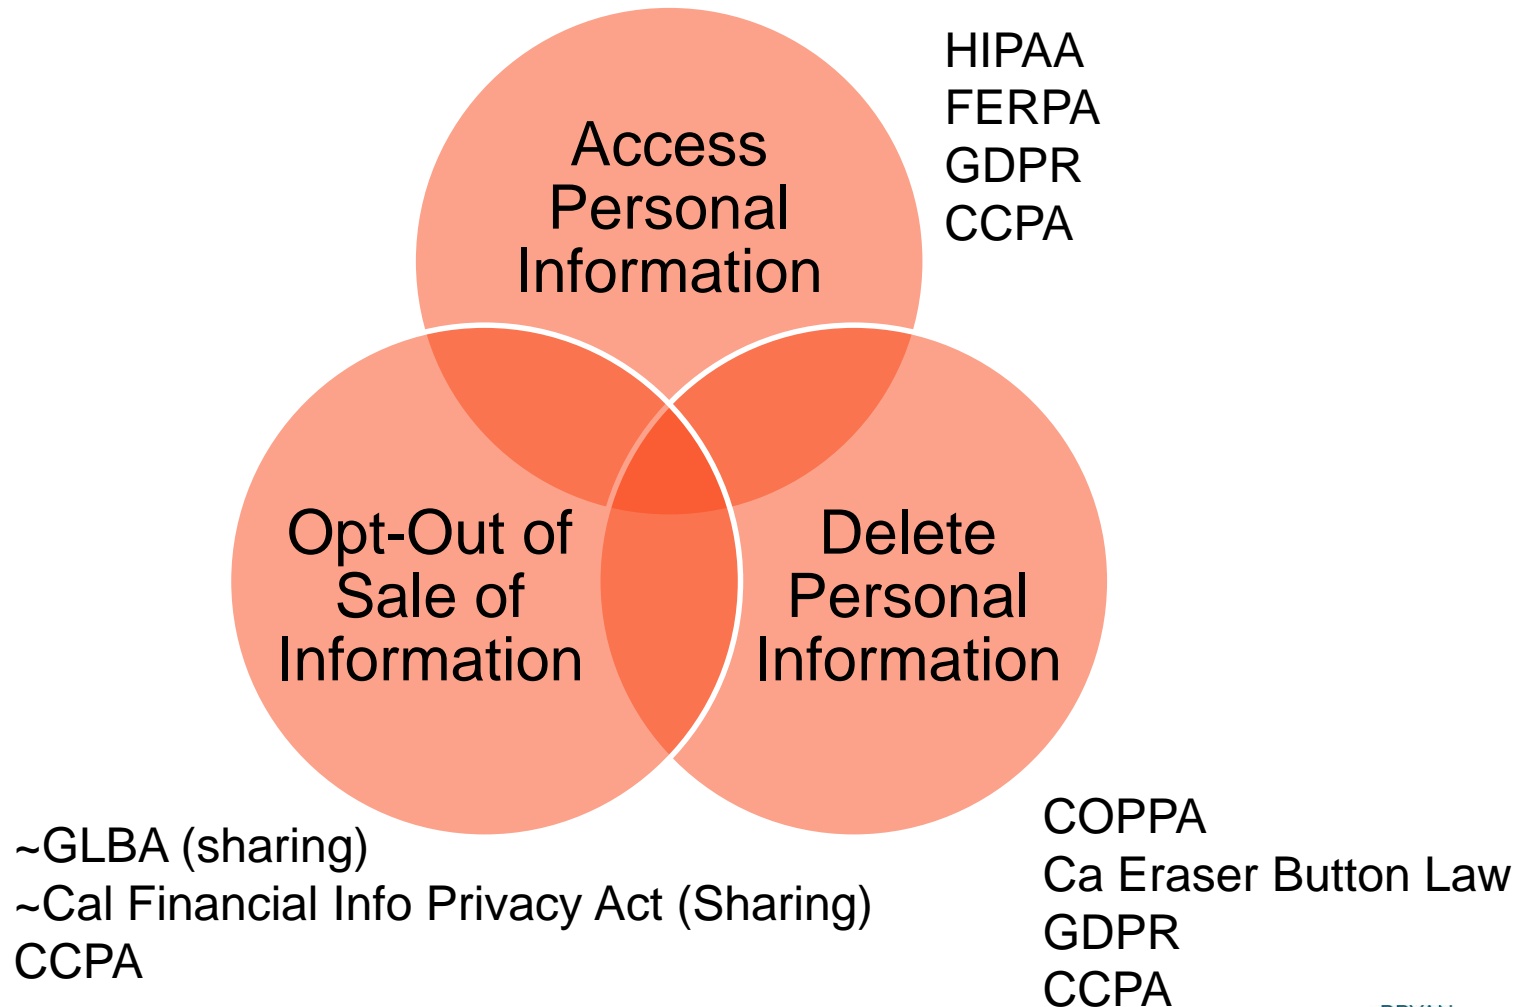 HIPAA
FERPA
GDPR
CCPA
Access
Personal
Information
Opt-Out of
Sale of
Information
Delete
Personal
Information
~GLBA (sharing)
~Cal Financial Info Privacy Act (Sharing)
CCPA
COPPA
Ca Eraser Button Law
GDPR
CCPA